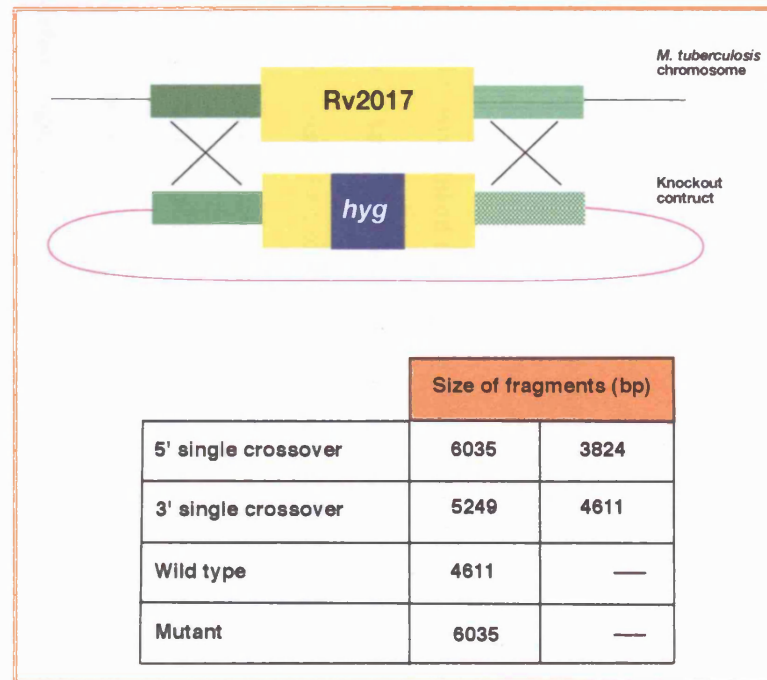 M. tuberculosis
chromosome
Rv2017
Knockout
contruct
hyg
Size of fragments (bp)
5' single crossover 6035 3824
3' single crossover 5249 4611
Wild type 4611 —
Mutant 6035 —